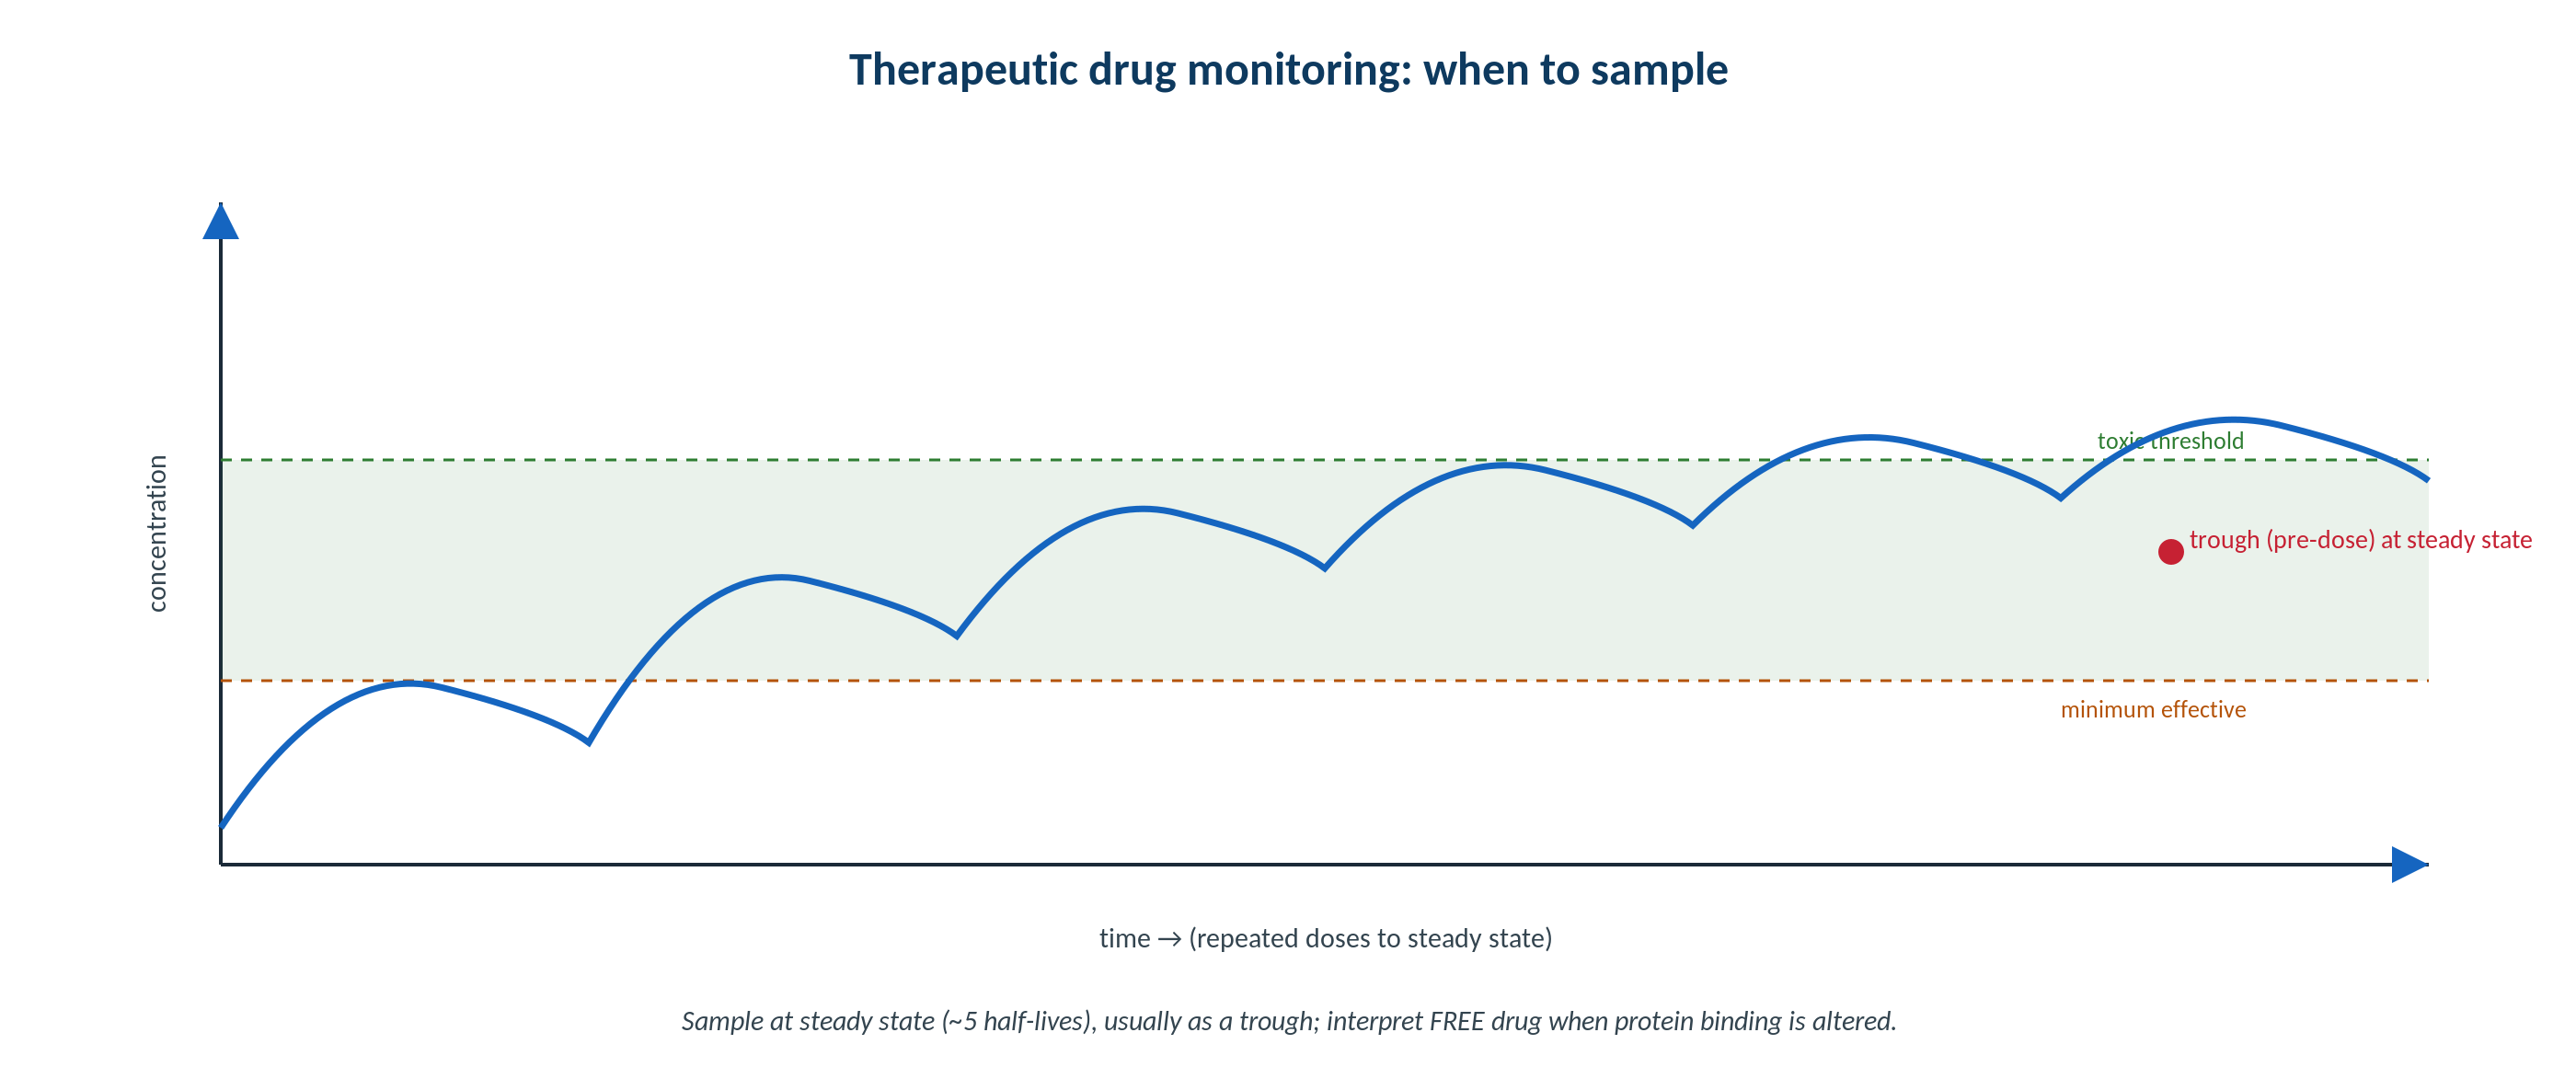 Therapeutic drug monitoring: when to sample
concentration
toxic threshold
trough (pre-dose) at steady state
minimum effective
time → (repeated doses to steady state)
Sample at steady state (~5 half-lives), usually as a trough; interpret FREE drug when protein binding is altered.